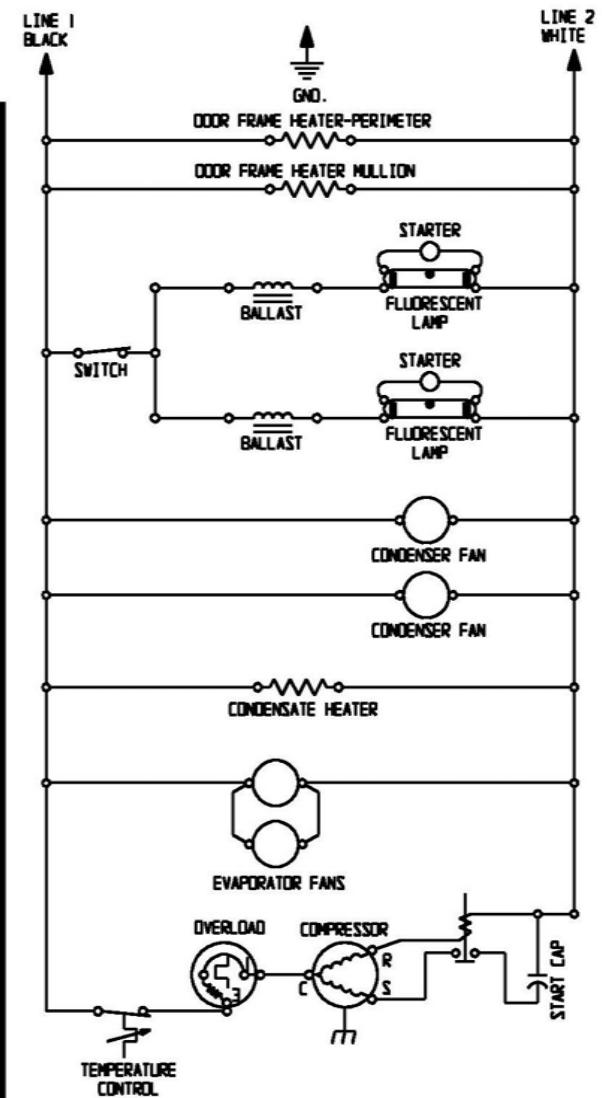 LINE 1
BLACK
LINE 2
WHITE
GND.
DOOR FRAME HEATER-PERIMETER
DOOR FRAME HEATER MULLION
STARTER
BALLAST
FLUORESCENT
LAMP
SWITCH
STARTER
BALLAST
FLUORESCENT
LAMP
CONDENSER FAN
CONDENSER FAN
CONDENSATE HEATER
EVAPORATOR FANS
OVERLOAD
COMPRESSOR
R
1
3
C
S
START CAP
TEMPERATURE
CONTROL